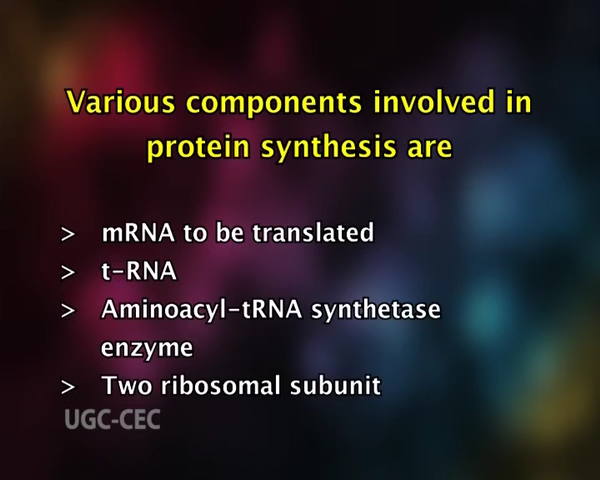 Various components involved in
protein synthesis are
> mRNA to be translated
> t-RNA
> Aminoacyl-tRNA synthetase
enzyme
> Two ribosomal subunit
UGC-CEC